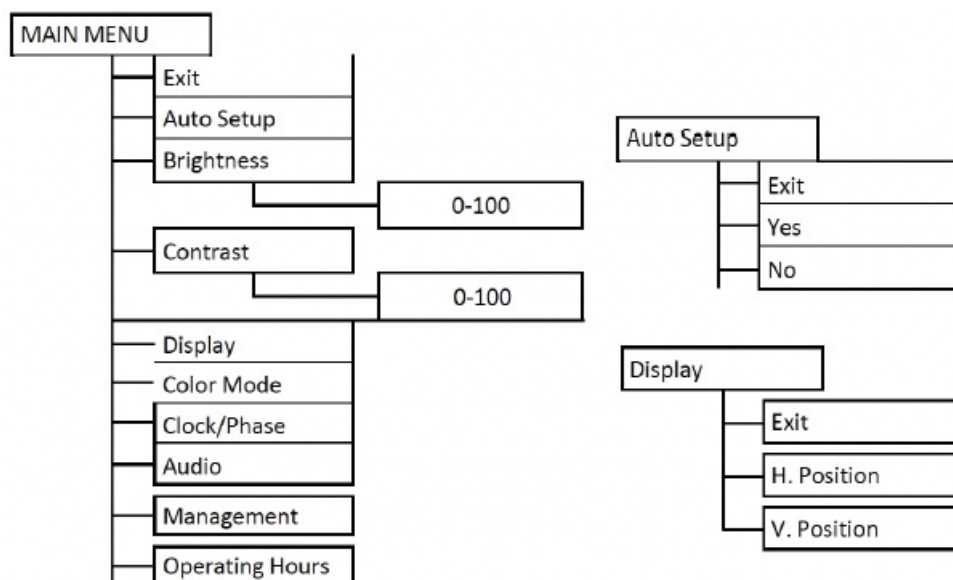 MAIN MENU
Exit
Auto Setup
Brightness
0-100
Contrast
0-100
Display
Color Mode
Clock/Phase
Audio
Management
Operating Hours
Auto Setup
Exit
Yes
No
Display
Exit
H. Position
V. Position